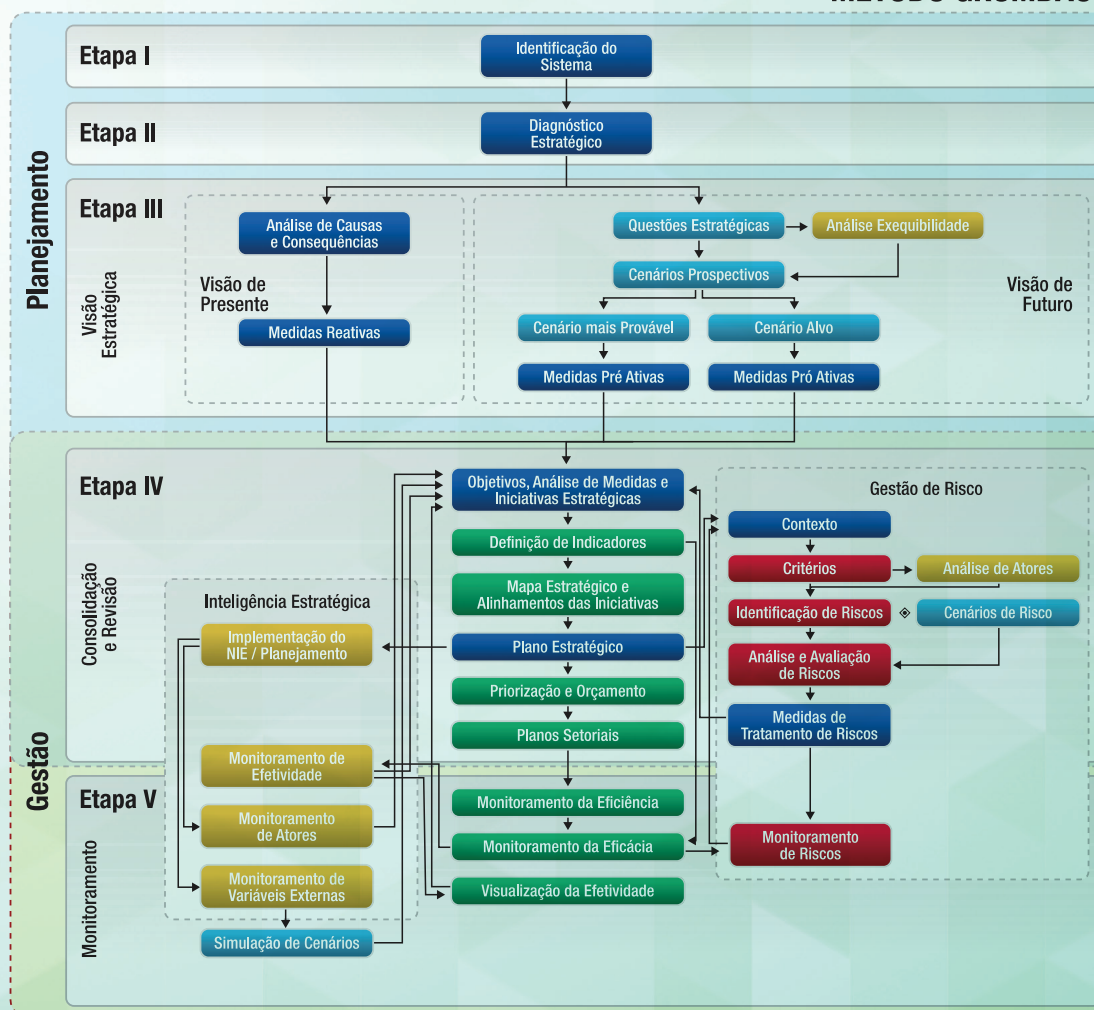 Planejamento
Etapa I
Identificação do
Sistema
Etapa II
Diagnóstico
Estratégico
Etapa III
Visão
Estratégica
Análise de Causas
e Consequências
Visão de
Presente
Medidas Reativas
Questões Estratégicas
Análise Exequibilidade
Cenários Prospectivos
Visão de
Futuro
Cenário mais Provável
Cenário Alvo
Medidas Pré Ativas
Medidas Pró Ativas
Gestão
Etapa IV
Consolidação
e Revisão
Objetivos, Análise de Medidas e
Iniciativas Estratégicas
Definição de Indicadores
Mapa Estratégico e
Alinhamentos das Iniciativas
Plano Estratégico
Priorização e Orçamento
Planos Setoriais
Gestão de Risco
Contexto
Critérios
Análise de Atores
Identificação de Riscos
Cenários de Risco
Análise e Avaliação
de Riscos
Medidas de
Tratamento de Riscos
Inteligência Estratégica
Implementação do
NIE / Planejamento
Monitoramento de
Efetividade
Etapa V
Monitoramento
Monitoramento
de Atores
Monitoramento de
Variáveis Externas
Simulação de Cenários
Monitoramento da Eficiência
Monitoramento da Eficácia
Visualização da Efetividade
Monitoramento
de Riscos